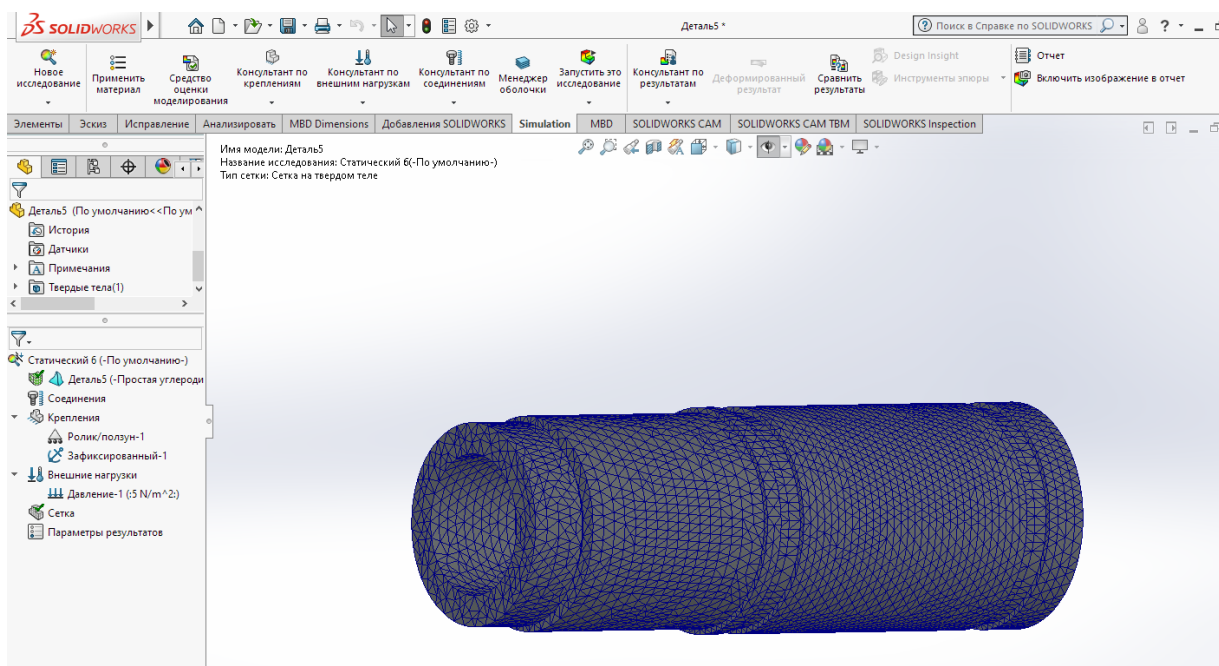 SOLIDWORKS
Деталь5 *
Поиск в Справке по SOLIDWORKS
?
Новое исследование
Применить материал
Средство оценки моделирования
Консультант по креплениям
Консультант по внешним нагрузкам
Консультант по соединениям
Менеджер оболочки
Запустить это исследование
Консультант по результатам
Деформированный результат
Сравнить результаты
Design Insight
Инструменты эпюры
Отчет
Включить изображение в отчет
Элементы
Эскиз
Исправление
Анализировать
MBD Dimensions
Добавления SOLIDWORKS
Simulation
MBD
SOLIDWORKS CAM
SOLIDWORKS CAM TBM
SOLIDWORKS Inspection
Имя модели: Деталь5
Название исследования: Статический 6(-По умолчанию-)
Тип сетки: Сетка на твердом теле
Деталь5 (По умолчанию<<По ум
История
Датчики
Примечания
Твердые тела(1)
Статический 6 (-По умолчанию-)
Деталь5 (-Простая углероди
Соединения
Крепления
Ролик/ползун-1
Зафиксированный-1
Внешние нагрузки
Давление-1 (:5 N/m^2:)
Сетка
Параметры результатов